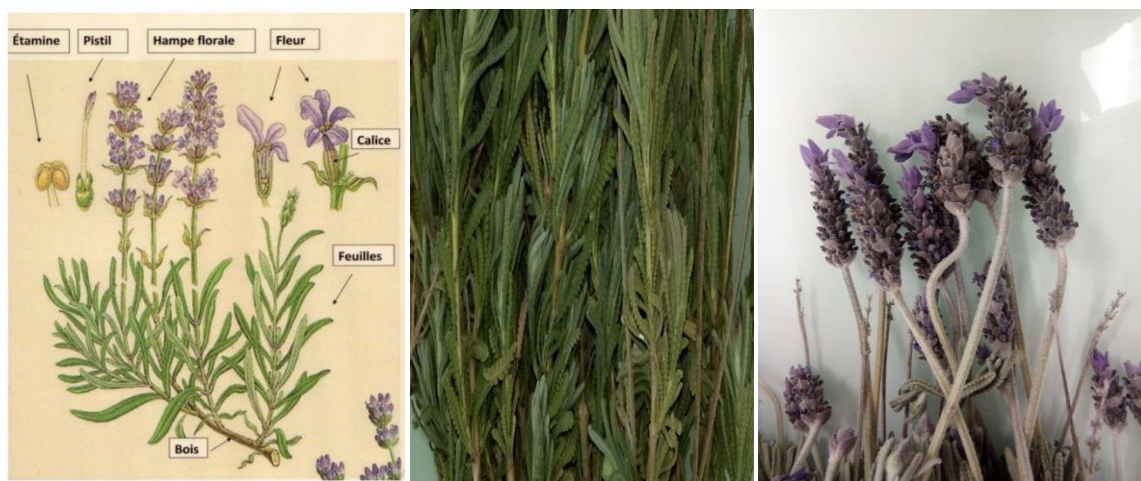 Étamine
Pistil
Hampe florale
Fleur
Calice
Feuilles
Bois